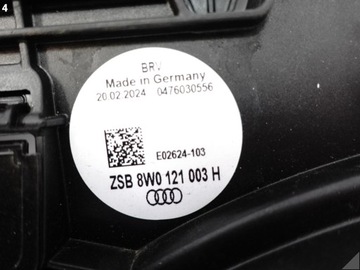 4
BRV
Made in Germany
20.02.2024 0476030556
E02624-103
ZSB 8W0 121 003 H